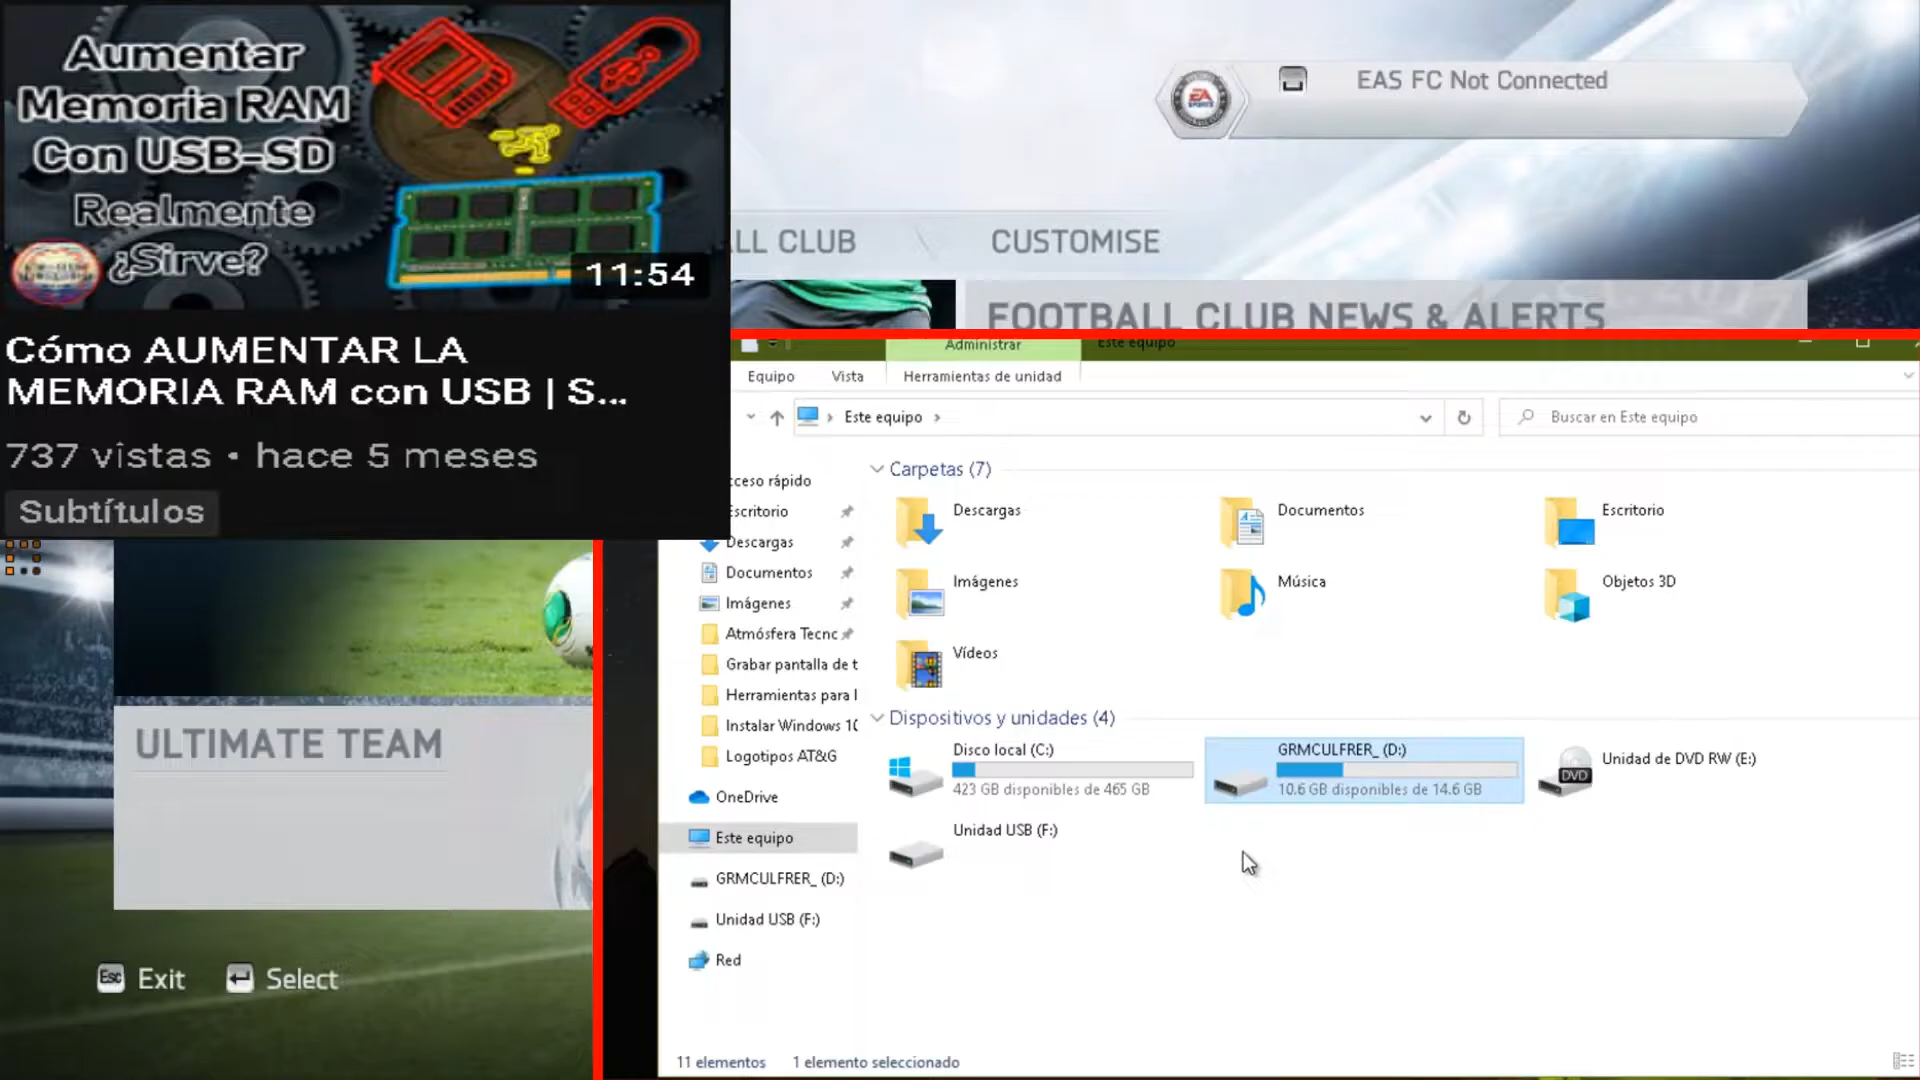 Aumentar
Memoria RAM
Con USB-SD
Realmente
¿Sirve?
11:54
Cómo AUMENTAR LA
MEMORIA RAM con USB | S...
737 vistas • hace 5 meses
Subtítulos
EA SPORTS
EAS FC Not Connected
LL CLUB
CUSTOMISE
FOOTBALL CLUB NEWS & ALERTS
ULTIMATE TEAM
Esc Exit
Select
Administrar
Este equipo
Equipo
Vista
Herramientas de unidad
Este equipo
Buscar en Este equipo
cceso rápido
Escritorio
Descargas
Documentos
Imágenes
Atmósfera Tecnc
Grabar pantalla de t
Herramientas para l
Instalar Windows 10
Logotipos AT&G
OneDrive
Este equipo
GRMCULFRER_ (D:)
Unidad USB (F:)
Red
Carpetas (7)
Descargas
Documentos
Escritorio
Imágenes
Música
Objetos 3D
Vídeos
Dispositivos y unidades (4)
Disco local (C:)
423 GB disponibles de 465 GB
GRMCULFRER_ (D:)
10.6 GB disponibles de 14.6 GB
DVD
Unidad de DVD RW (E:)
Unidad USB (F:)
11 elementos
1 elemento seleccionado